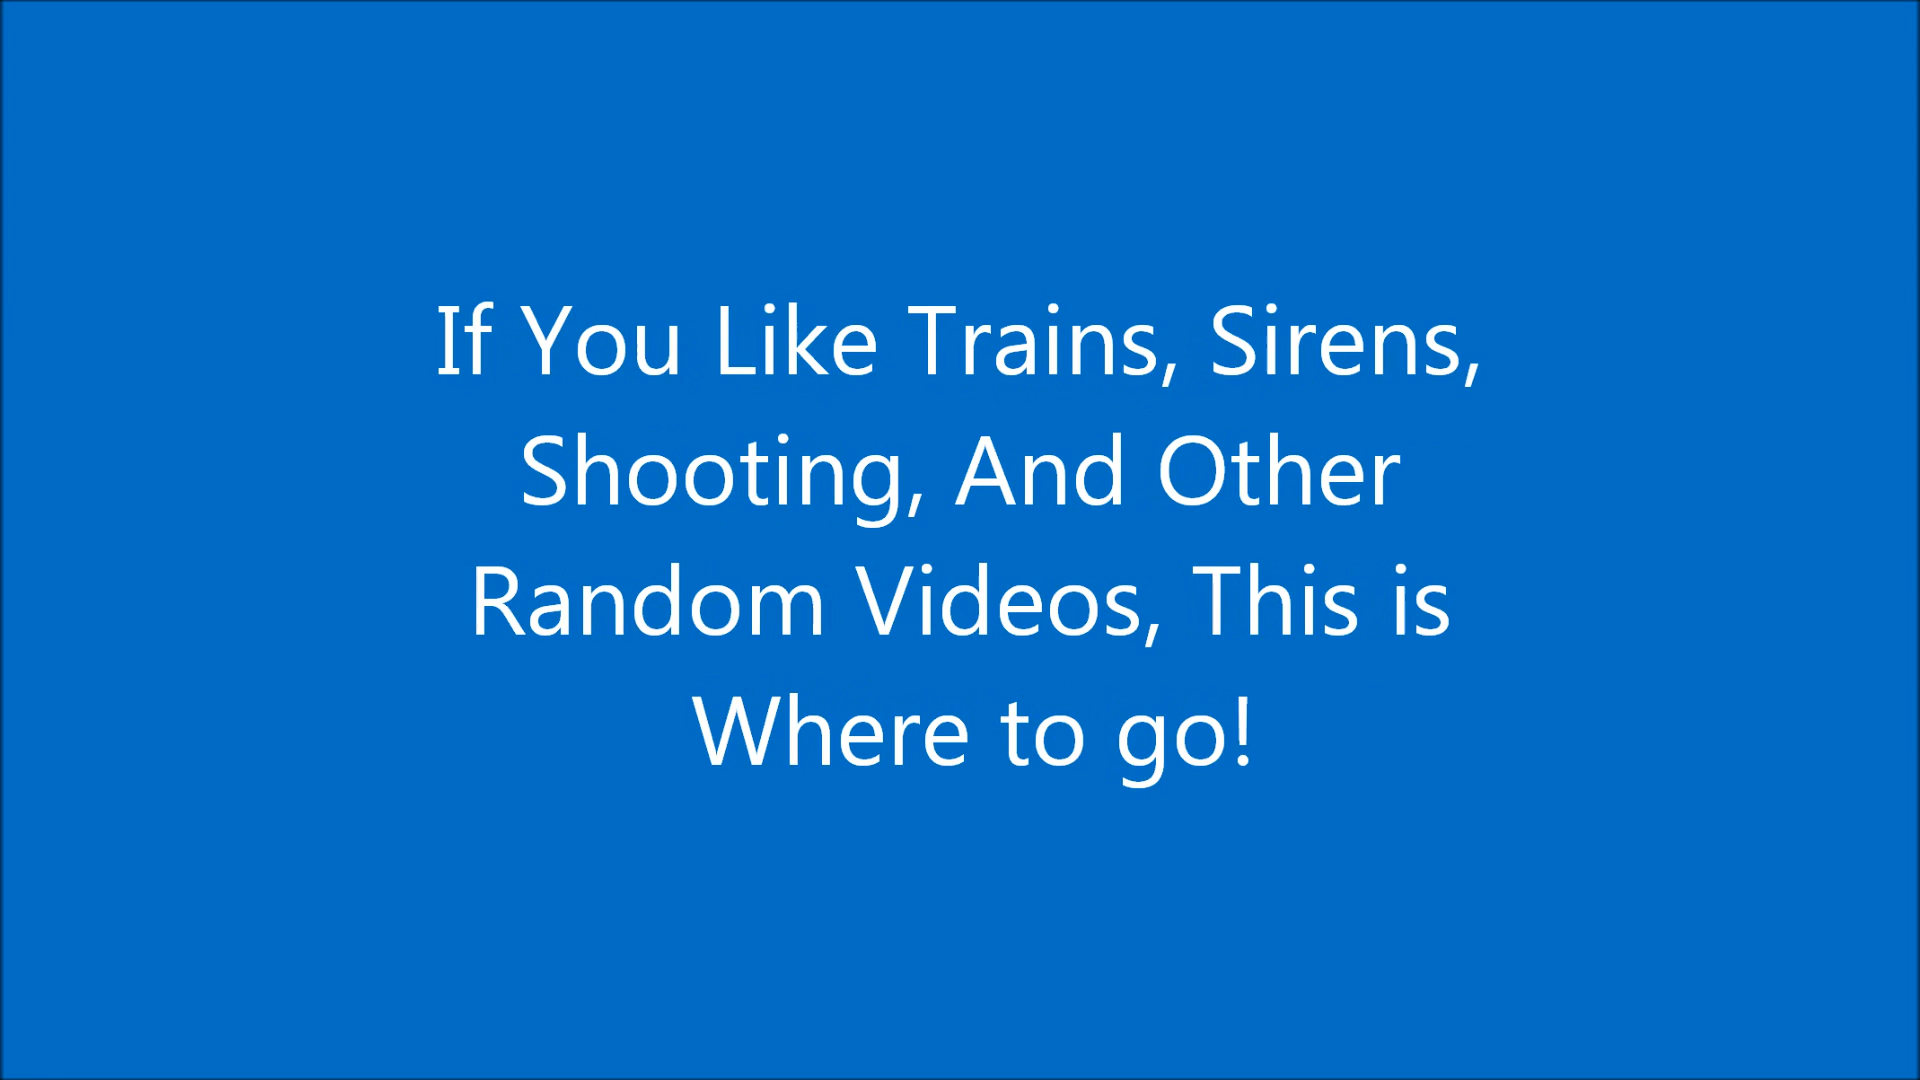 If You Like Trains, Sirens,
Shooting, And Other
Random Videos, This is
Where to go!